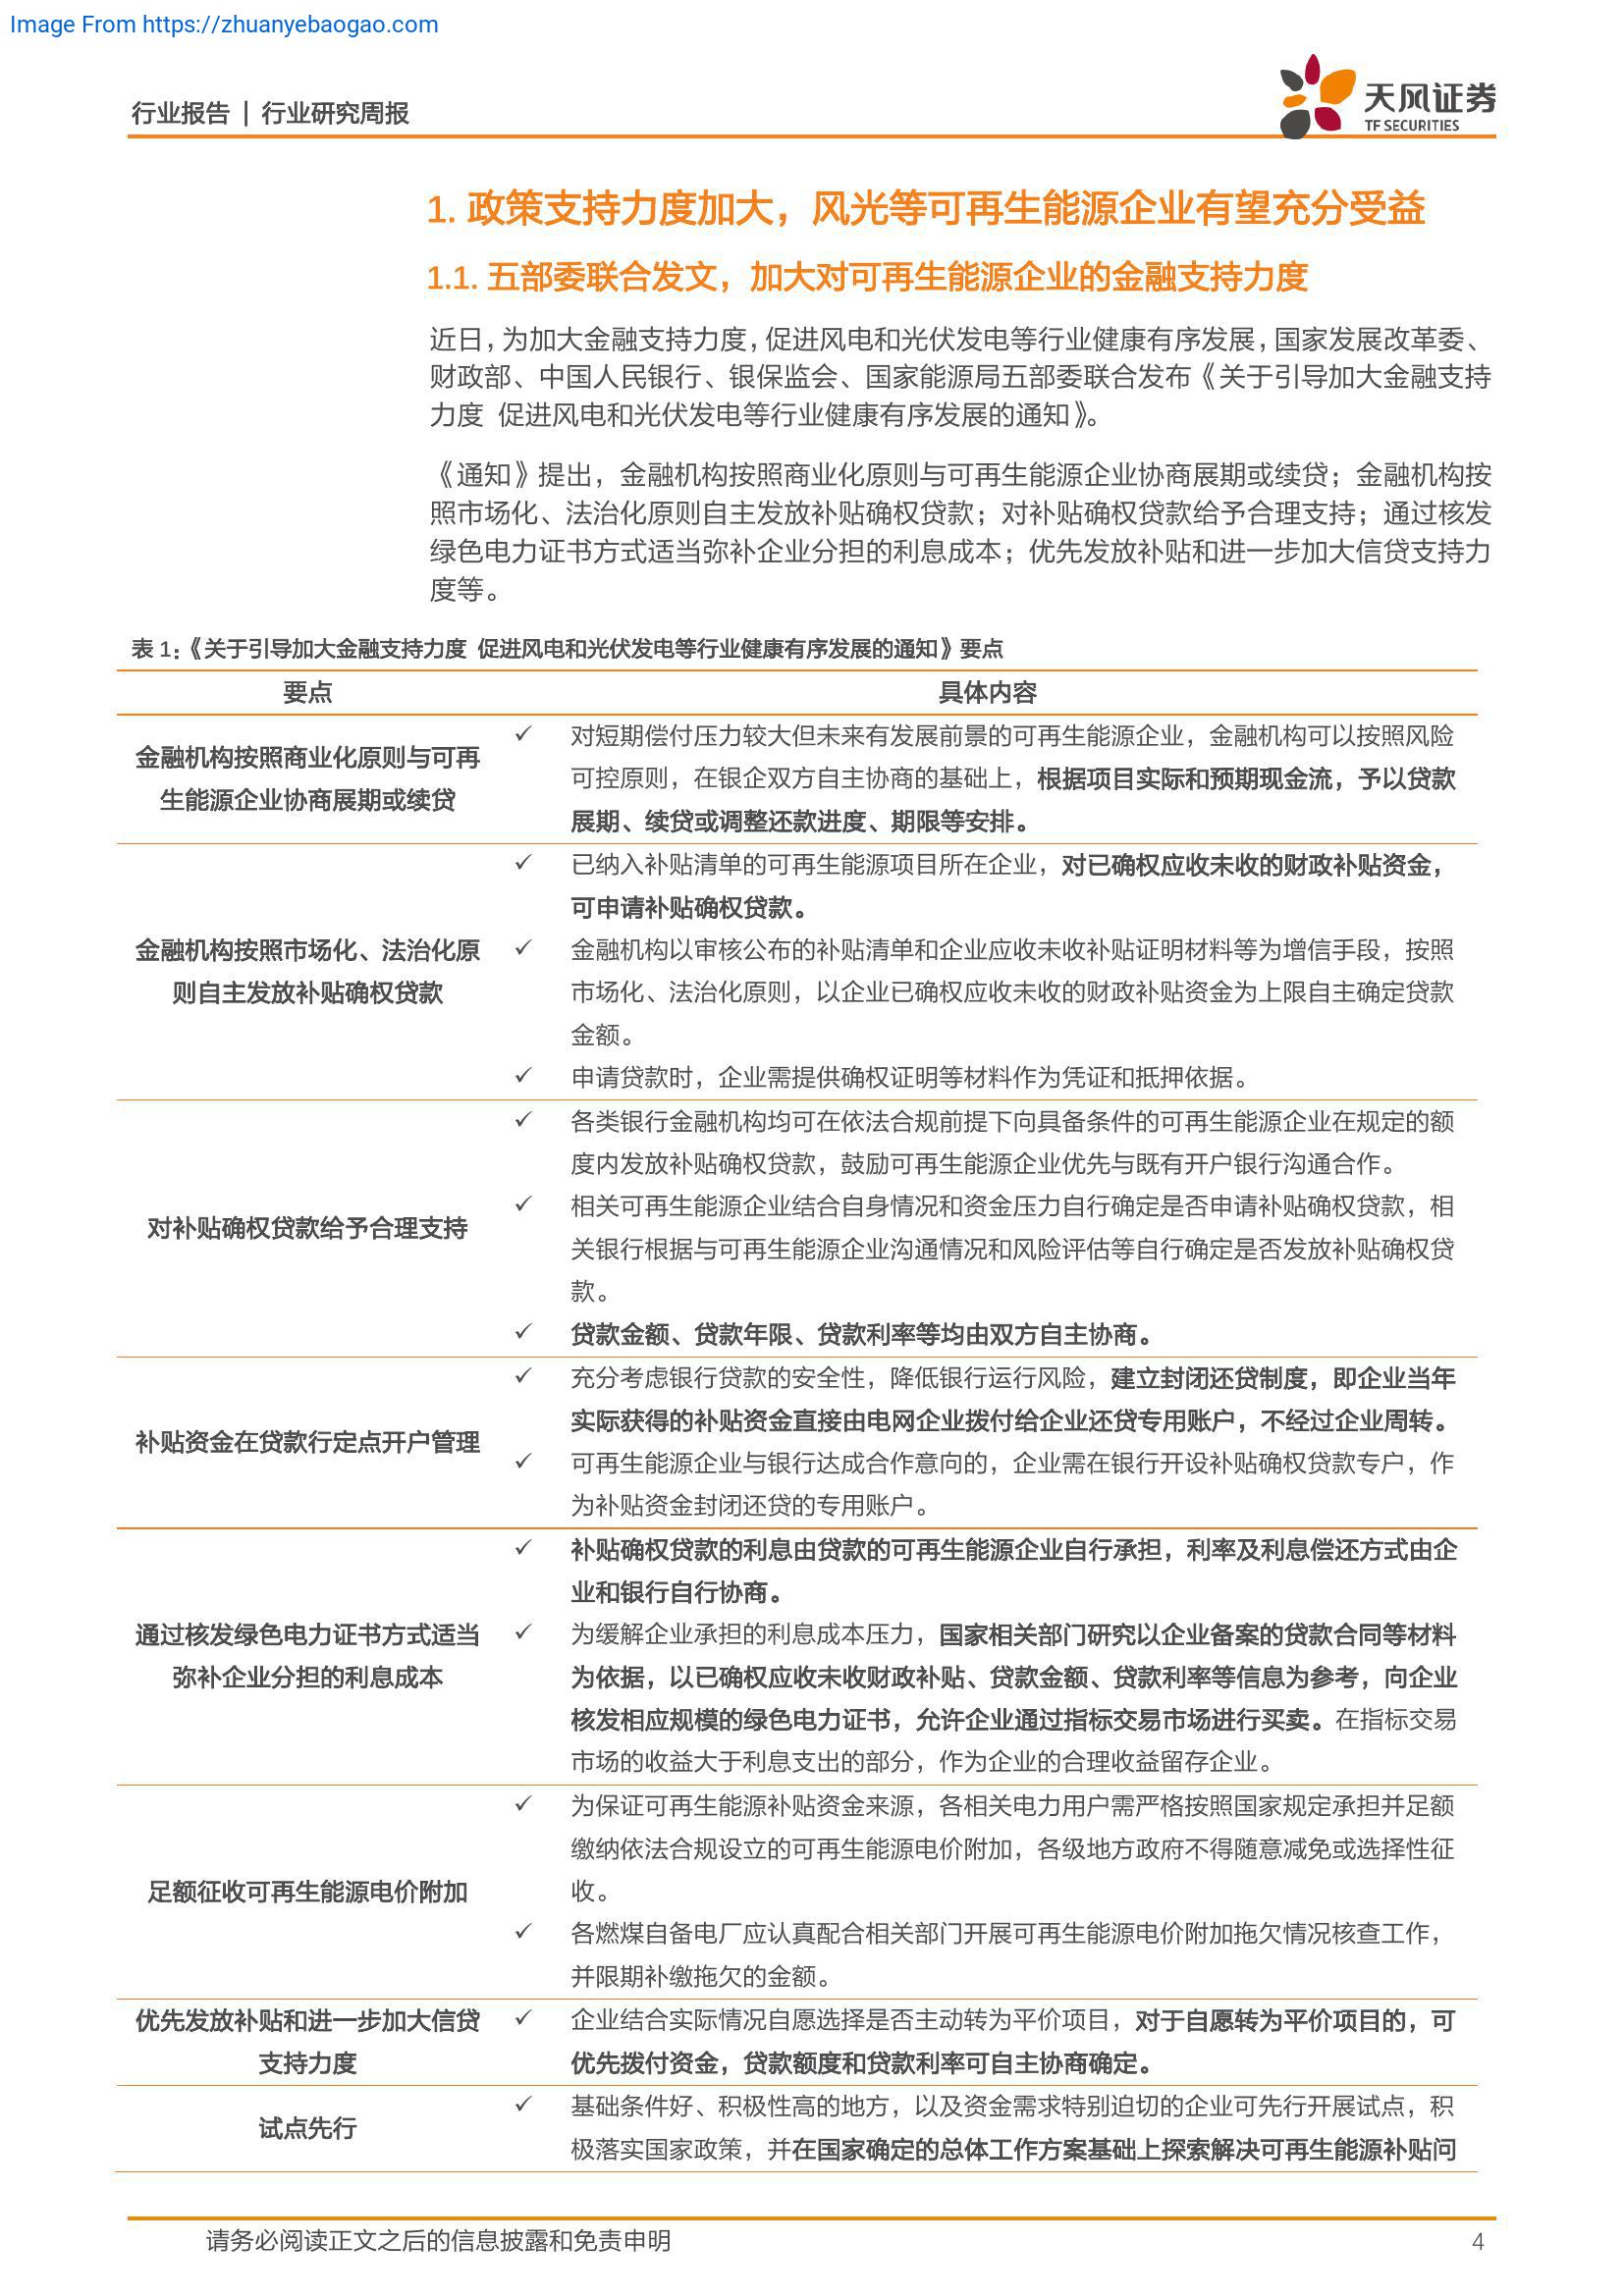 Image From https://zhuanyebaogao.com
行业报告 | 行业研究周报
天风证券
TF SECURITIES
1. 政策支持力度加大，风光等可再生能源企业有望充分受益
1.1. 五部委联合发文，加大对可再生能源企业的金融支持力度
近日，为加大金融支持力度，促进风电和光伏发电等行业健康有序发展，国家发展改革委、
财政部、中国人民银行、银保监会、国家能源局五部委联合发布《关于引导加大金融支持
力度 促进风电和光伏发电等行业健康有序发展的通知》。
《通知》提出，金融机构按照商业化原则与可再生能源企业协商展期或续贷；金融机构按
照市场化、法治化原则自主发放补贴确权贷款；对补贴确权贷款给予合理支持；通过核发
绿色电力证书方式适当弥补企业分担的利息成本；优先发放补贴和进一步加大信贷支持力
度等。
表 1：《关于引导加大金融支持力度 促进风电和光伏发电等行业健康有序发展的通知》要点
要点 具体内容
金融机构按照商业化原则与可再
生能源企业协商展期或续贷
✓ 对短期偿付压力较大但未来有发展前景的可再生能源企业，金融机构可以按照风险
可控原则，在银企双方自主协商的基础上，根据项目实际和预期现金流，予以贷款
展期、续贷或调整还款进度、期限等安排。
金融机构按照市场化、法治化原
则自主发放补贴确权贷款
✓ 已纳入补贴清单的可再生能源项目所在企业，对已确权应收未收的财政补贴资金，
可申请补贴确权贷款。
✓ 金融机构以审核公布的补贴清单和企业应收未收补贴证明材料等为增信手段，按照
市场化、法治化原则，以企业已确权应收未收的财政补贴资金为上限自主确定贷款
金额。
✓ 申请贷款时，企业需提供确权证明等材料作为凭证和抵押依据。
对补贴确权贷款给予合理支持
✓ 各类银行金融机构均可在依法合规前提下向具备条件的可再生能源企业在规定的额
度内发放补贴确权贷款，鼓励可再生能源企业优先与既有开户银行沟通合作。
✓ 相关可再生能源企业结合自身情况和资金压力自行确定是否申请补贴确权贷款，相
关银行根据与可再生能源企业沟通情况和风险评估等自行确定是否发放补贴确权贷
款。
✓ 贷款金额、贷款年限、贷款利率等均由双方自主协商。
补贴资金在贷款行定点开户管理
✓ 充分考虑银行贷款的安全性，降低银行运行风险，建立封闭还贷制度，即企业当年
实际获得的补贴资金直接由电网企业拨付给企业还贷专用账户，不经过企业周转。
✓ 可再生能源企业与银行达成合作意向的，企业需在银行开设补贴确权贷款专户，作
为补贴资金封闭还贷的专用账户。
通过核发绿色电力证书方式适当
弥补企业分担的利息成本
✓ 补贴确权贷款的利息由贷款的可再生能源企业自行承担，利率及利息偿还方式由企
业和银行自行协商。
✓ 为缓解企业承担的利息成本压力，国家相关部门研究以企业备案的贷款合同等材料
为依据，以已确权应收未收财政补贴、贷款金额、贷款利率等信息为参考，向企业
核发相应规模的绿色电力证书，允许企业通过指标交易市场进行买卖。在指标交易
市场的收益大于利息支出的部分，作为企业的合理收益留存企业。
足额征收可再生能源电价附加
✓ 为保证可再生能源补贴资金来源，各相关电力用户需严格按照国家规定承担并足额
缴纳依法合规设立的可再生能源电价附加，各级地方政府不得随意减免或选择性征
收。
✓ 各燃煤自备电厂应认真配合相关部门开展可再生能源电价附加拖欠情况核查工作，
并限期补缴拖欠的金额。
优先发放补贴和进一步加大信贷
支持力度
✓ 企业结合实际情况自愿选择是否主动转为平价项目，对于自愿转为平价项目的，可
优先拨付资金，贷款额度和贷款利率可自主协商确定。
试点先行
✓ 基础条件好、积极性高的地方，以及资金需求特别迫切的企业可先行开展试点，积
极落实国家政策，并在国家确定的总体工作方案基础上探索解决可再生能源补贴问
请务必阅读正文之后的信息披露和免责申明
4